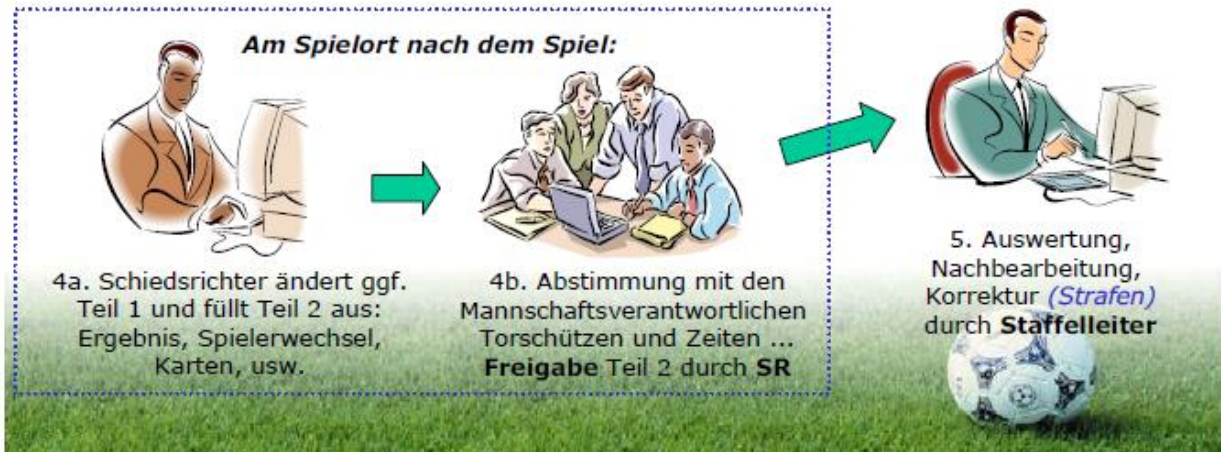 Am Spielort nach dem Spiel:
4a. Schiedsrichter ändert ggf.
Teil 1 und füllt Teil 2 aus:
Ergebnis, Spielerwechsel,
Karten, usw.
4b. Abstimmung mit den
Mannschaftsverantwortlichen
Torschützen und Zeiten ...
Freigabe Teil 2 durch SR
5. Auswertung,
Nachbearbeitung,
Korrektur (Strafen)
durch Staffelleiter